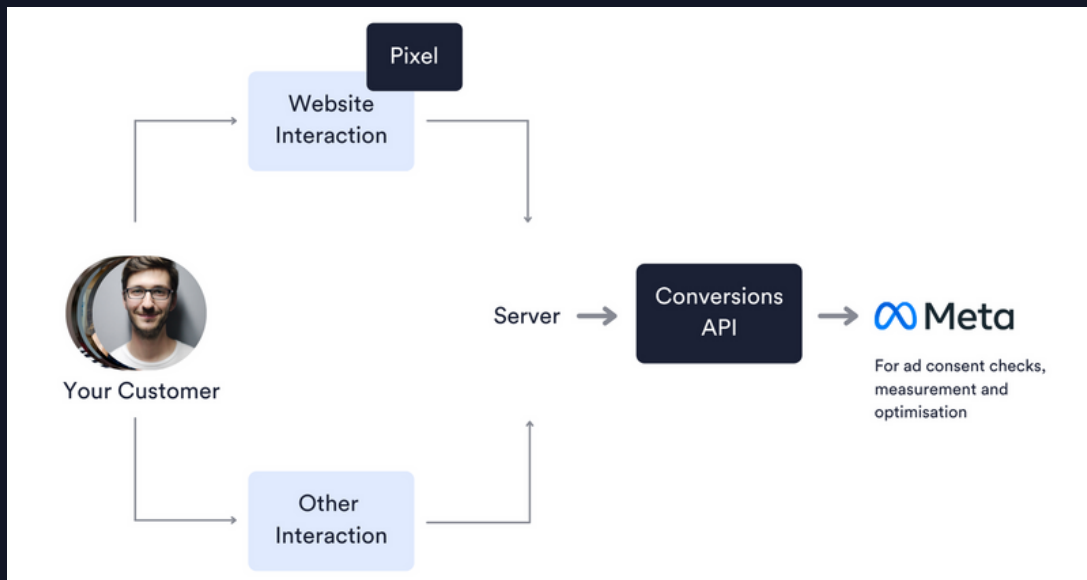 Pixel
Website
Interaction
Your Customer
Other
Interaction
Server
Conversions
API
Meta
For ad consent checks,
measurement and
optimisation